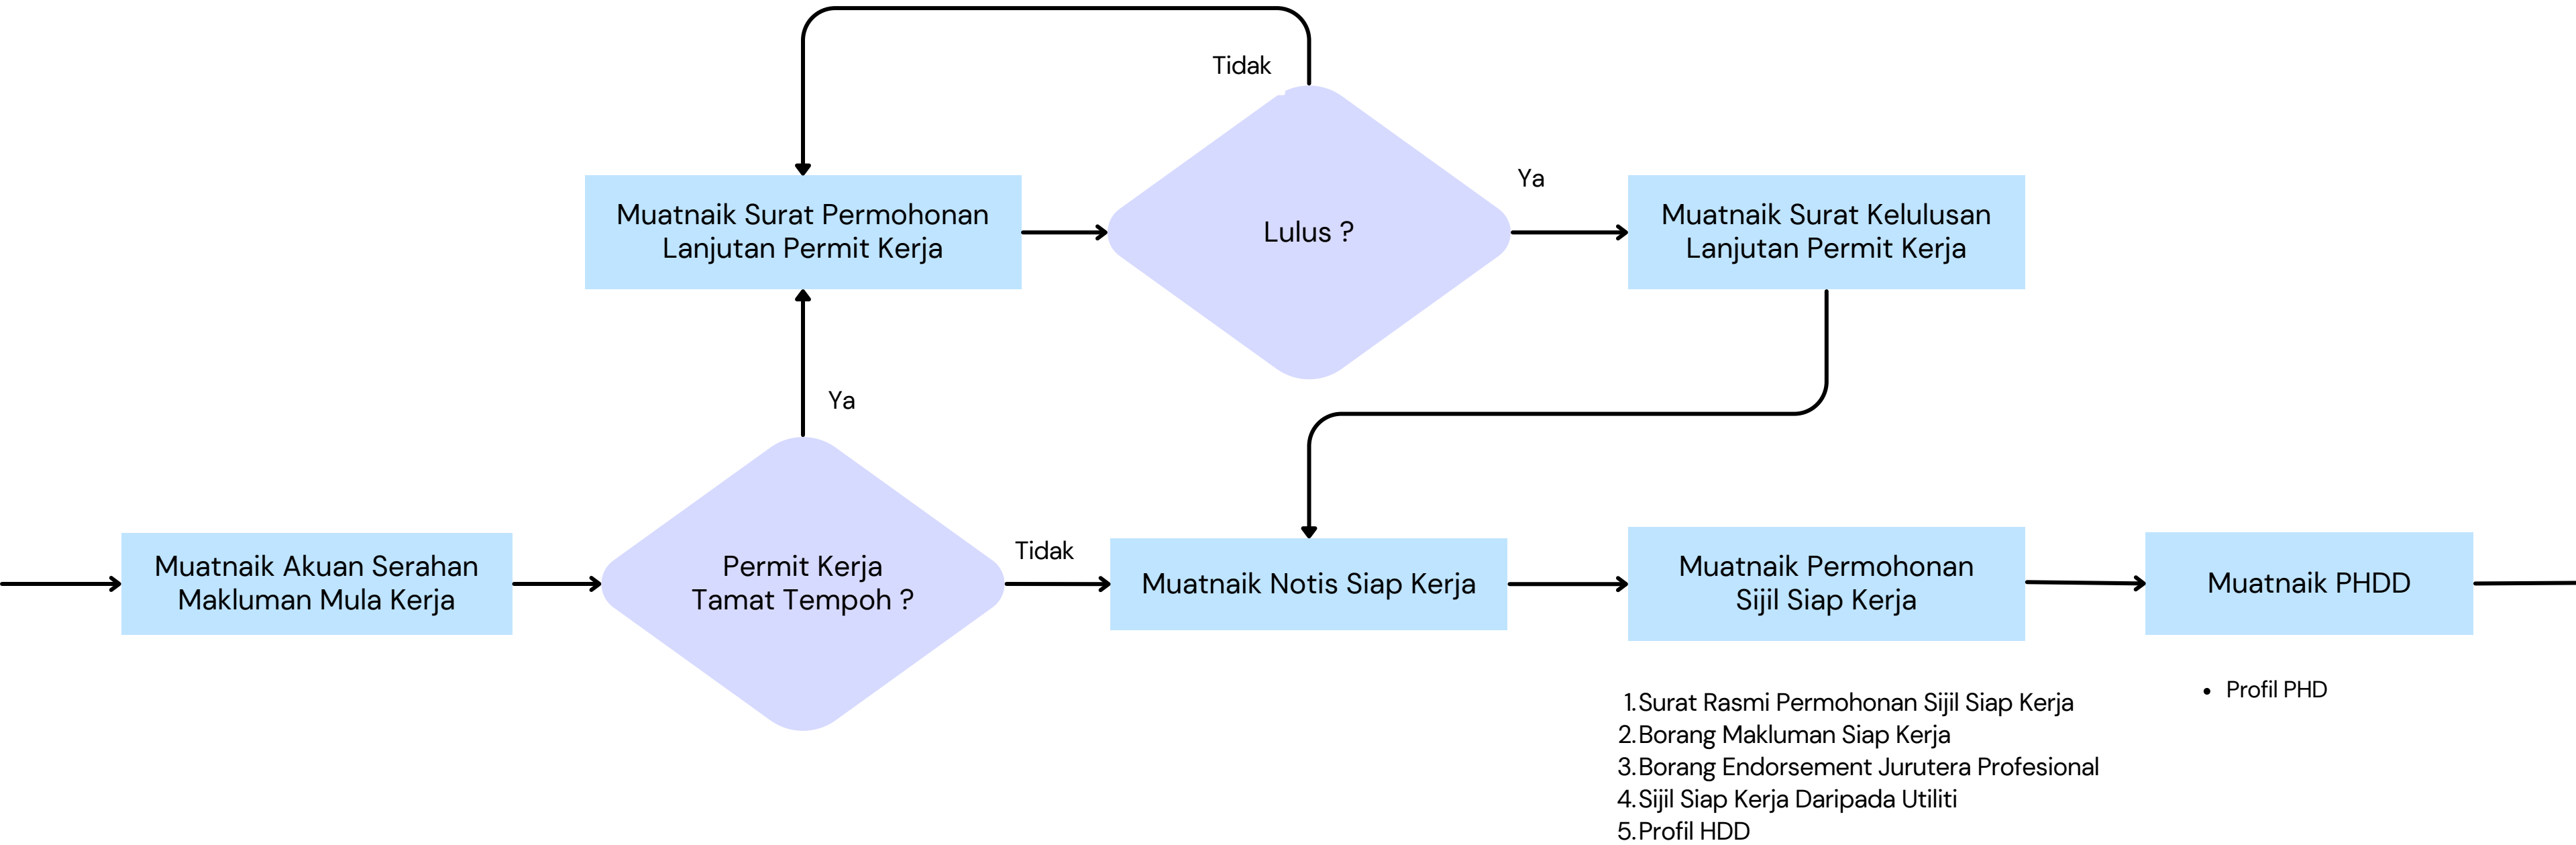 Tidak
Ya
Muatnaik Surat Permohonan
Lanjutan Permit Kerja
Lulus ?
Muatnaik Surat Kelulusan
Lanjutan Permit Kerja
Ya
Muatnaik Akuan Serahan
Makluman Mula Kerja
Permit Kerja
Tamat Tempoh ?
Tidak
Muatnaik Notis Siap Kerja
Muatnaik Permohonan
Sijil Siap Kerja
Muatnaik PHDD
1. Surat Rasmi Permohonan Sijil Siap Kerja
2. Borang Makluman Siap Kerja
3. Borang Endorsement Jurutera Profesional
4. Sijil Siap Kerja Daripada Utiliti
5. Profil HDD
• Profil PHD